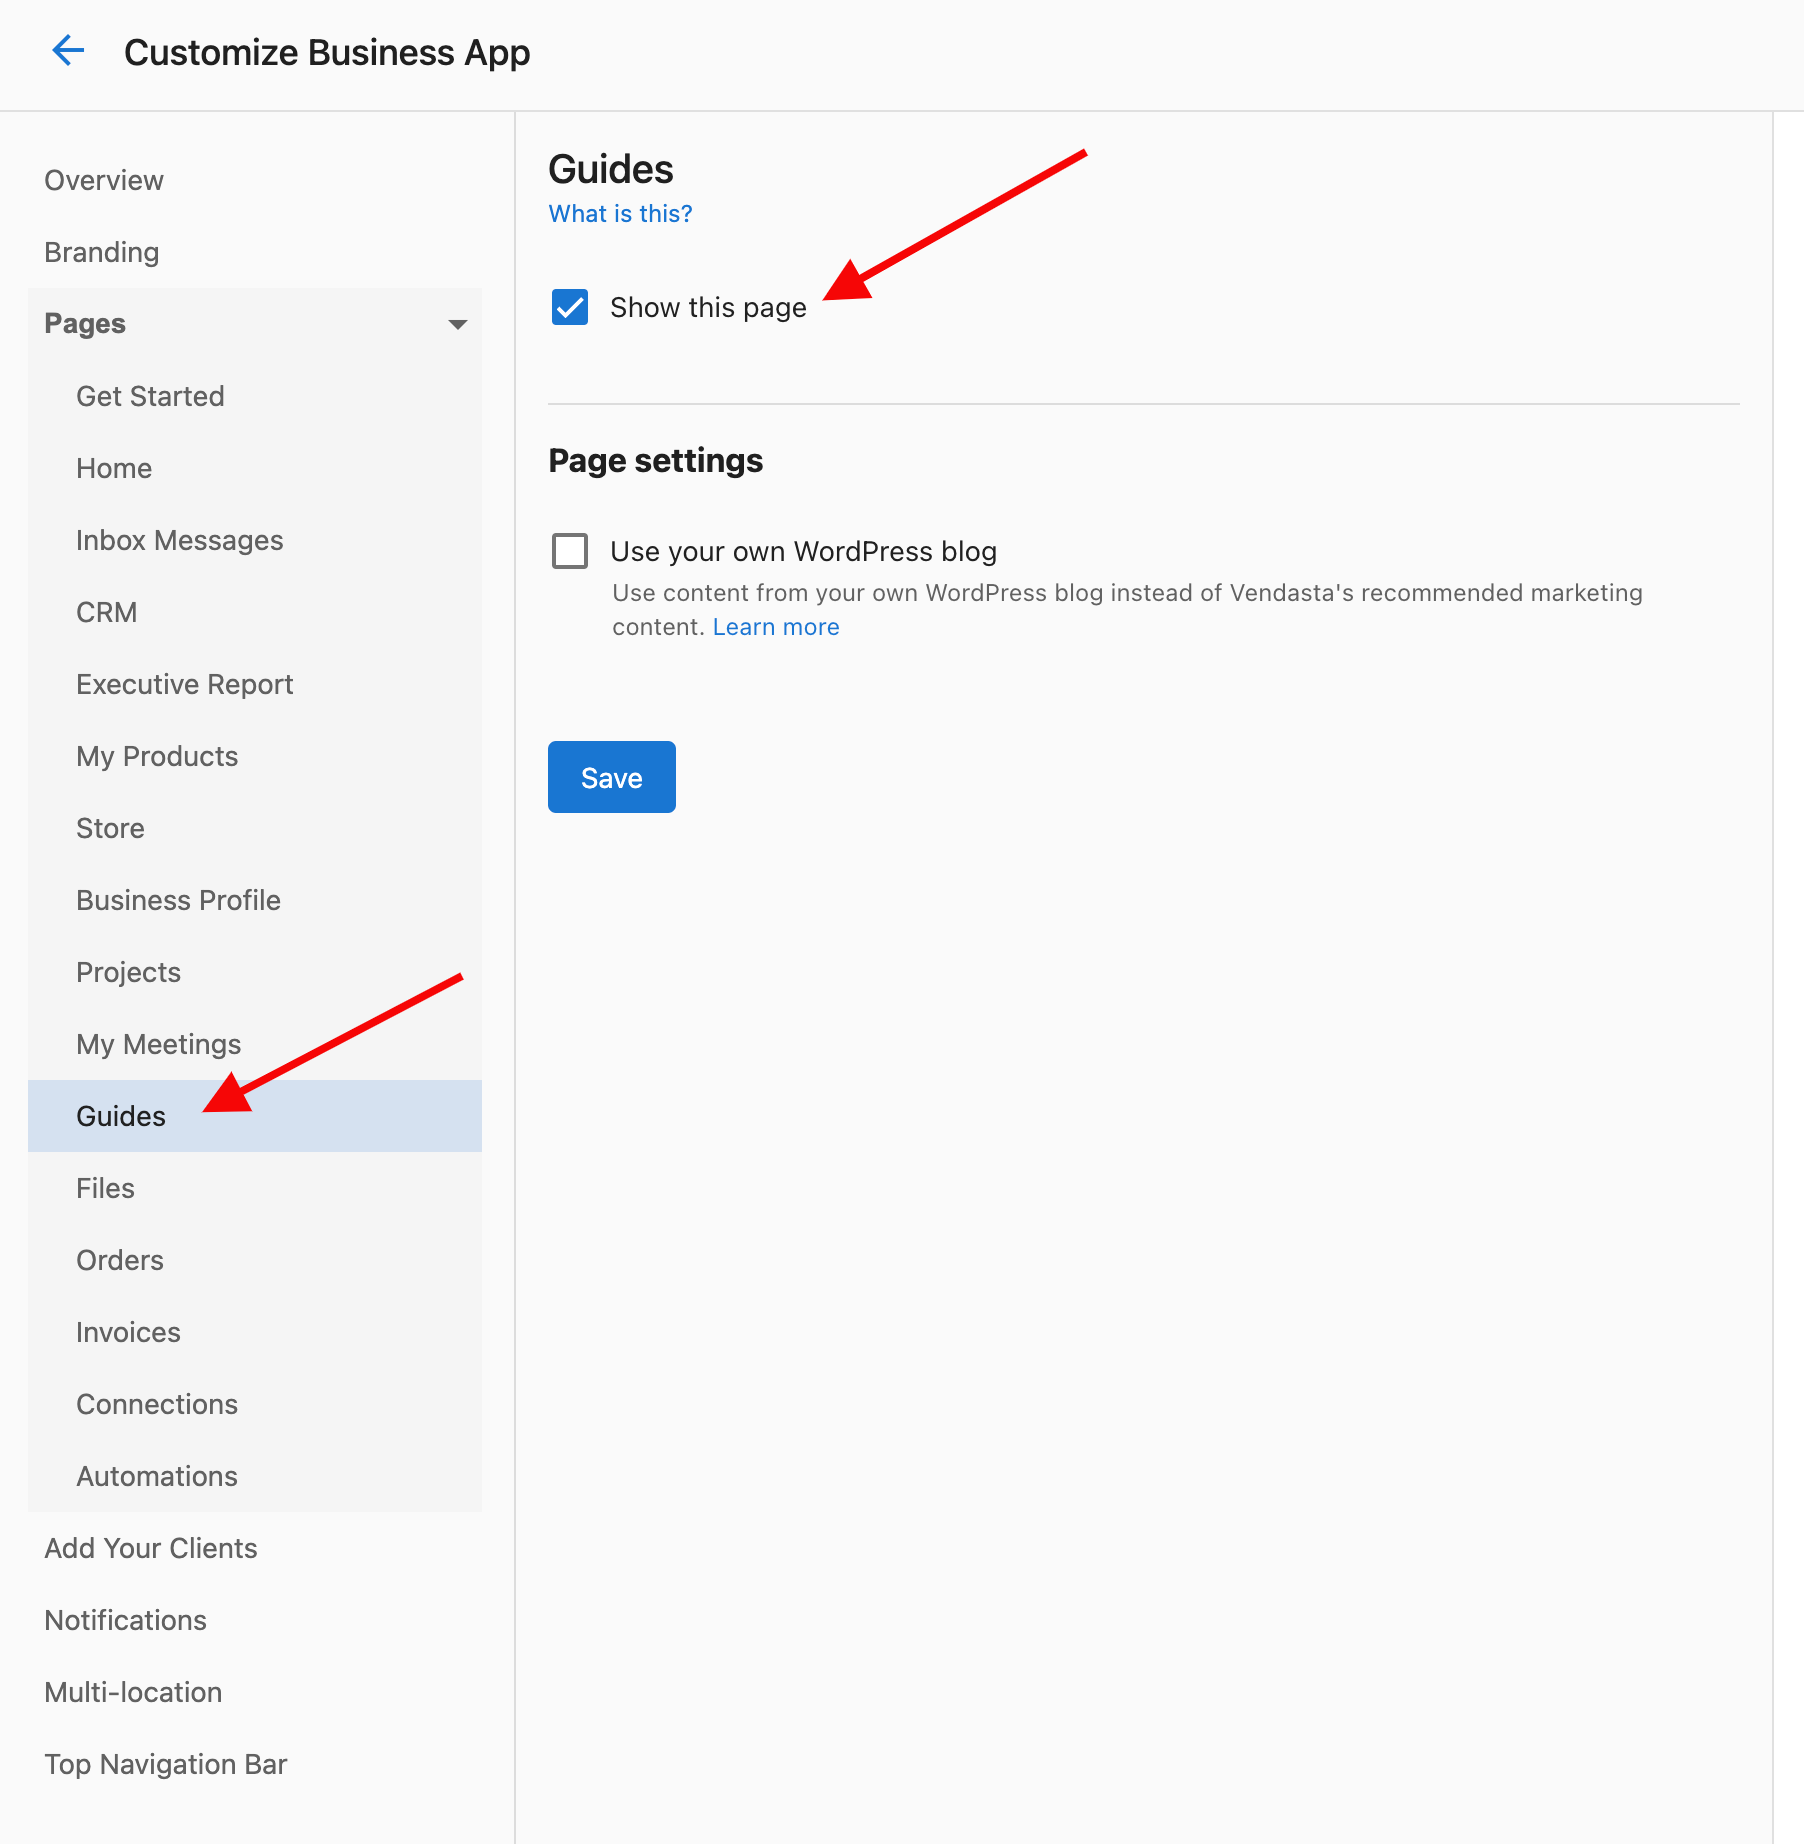 Customize Business App
Overview
Branding
Pages
Get Started
Home
Inbox Messages
CRM
Executive Report
My Products
Store
Business Profile
Projects
My Meetings
Guides
Files
Orders
Invoices
Connections
Automations
Add Your Clients
Notifications
Multi-location
Top Navigation Bar
Guides
What is this?
Show this page
Page settings
Use your own WordPress blog
Use content from your own WordPress blog instead of Vendasta's recommended marketing
content. Learn more
Save